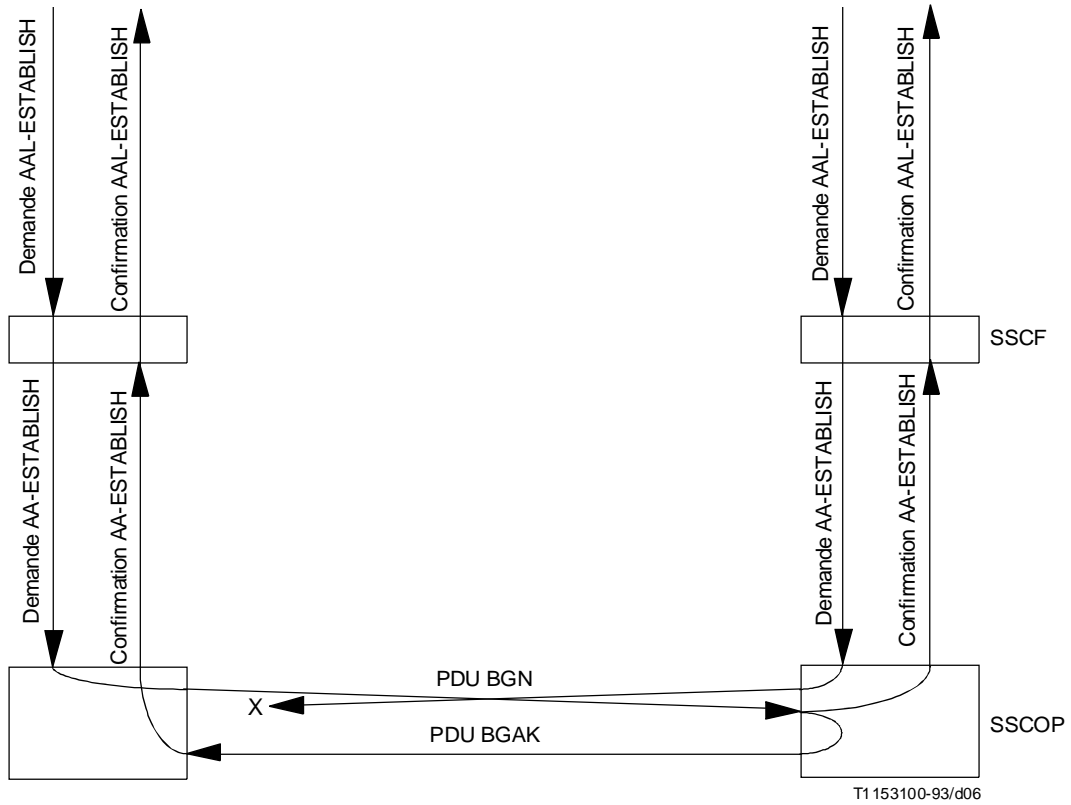 Demande AAL-ESTABLISH
Confirmation AAL-ESTABLISH
Demande AAL-ESTABLISH
Confirmation AAL-ESTABLISH
SSCF
Demande AA-ESTABLISH
Confirmation AA-ESTABLISH
Demande AA-ESTABLISH
Confirmation AA-ESTABLISH
PDU BGN
X
PDU BGAK
SSCOP
T1153100-93/d06